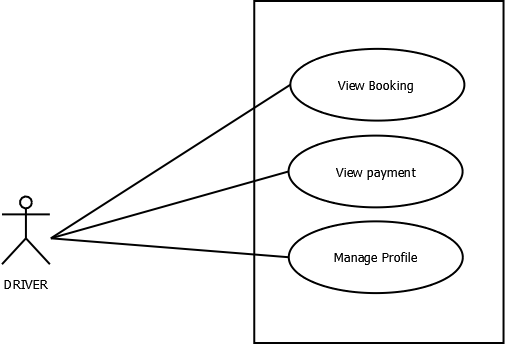 View Booking
View payment
Manage Profile
DRIVER